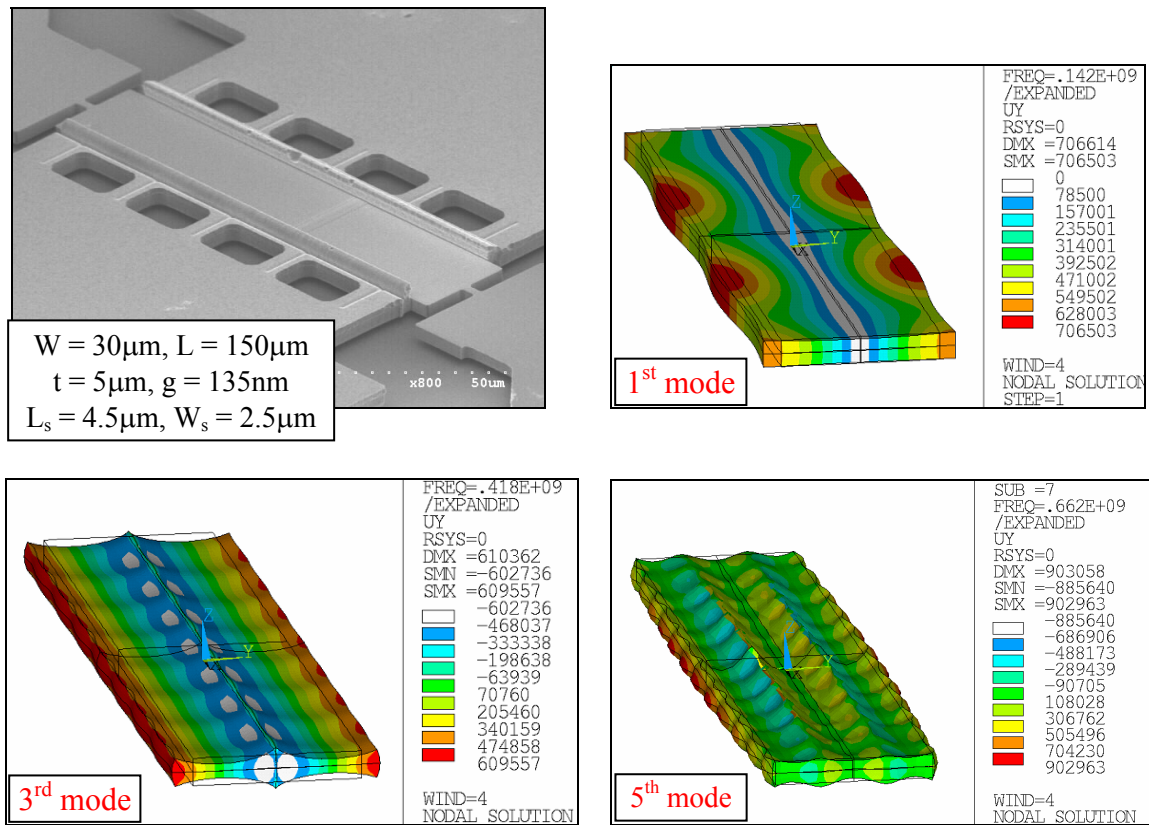 x800 50um
W = 30μm, L = 150μm
t = 5μm, g = 135nm
Lₛ = 4.5μm, Wₛ = 2.5μm
FREQ=.142E+09
/EXPANDED
UY
RSYS=0
DMX =706614
SMX =706503
0
78500
157001
235501
314001
392502
471002
549502
628003
706503
WIND=4
NODAL SOLUTION
STEP=1
Z
Y
X
1st mode
FREQ=.418E+09
/EXPANDED
UY
RSYS=0
DMX =610362
SMN =-602736
SMX =609557
-602736
-468037
-333338
-198638
-63939
70760
205460
340159
474858
609557
WIND=4
NODAL SOLUTION
Z
Y
3rd mode
SUB =7
FREQ=.662E+09
/EXPANDED
UY
RSYS=0
DMX =903058
SMN =-885640
SMX =902963
-885640
-686906
-488173
-289439
-90705
108028
306762
505496
704230
902963
WIND=4
NODAL SOLUTION
Y
5th mode